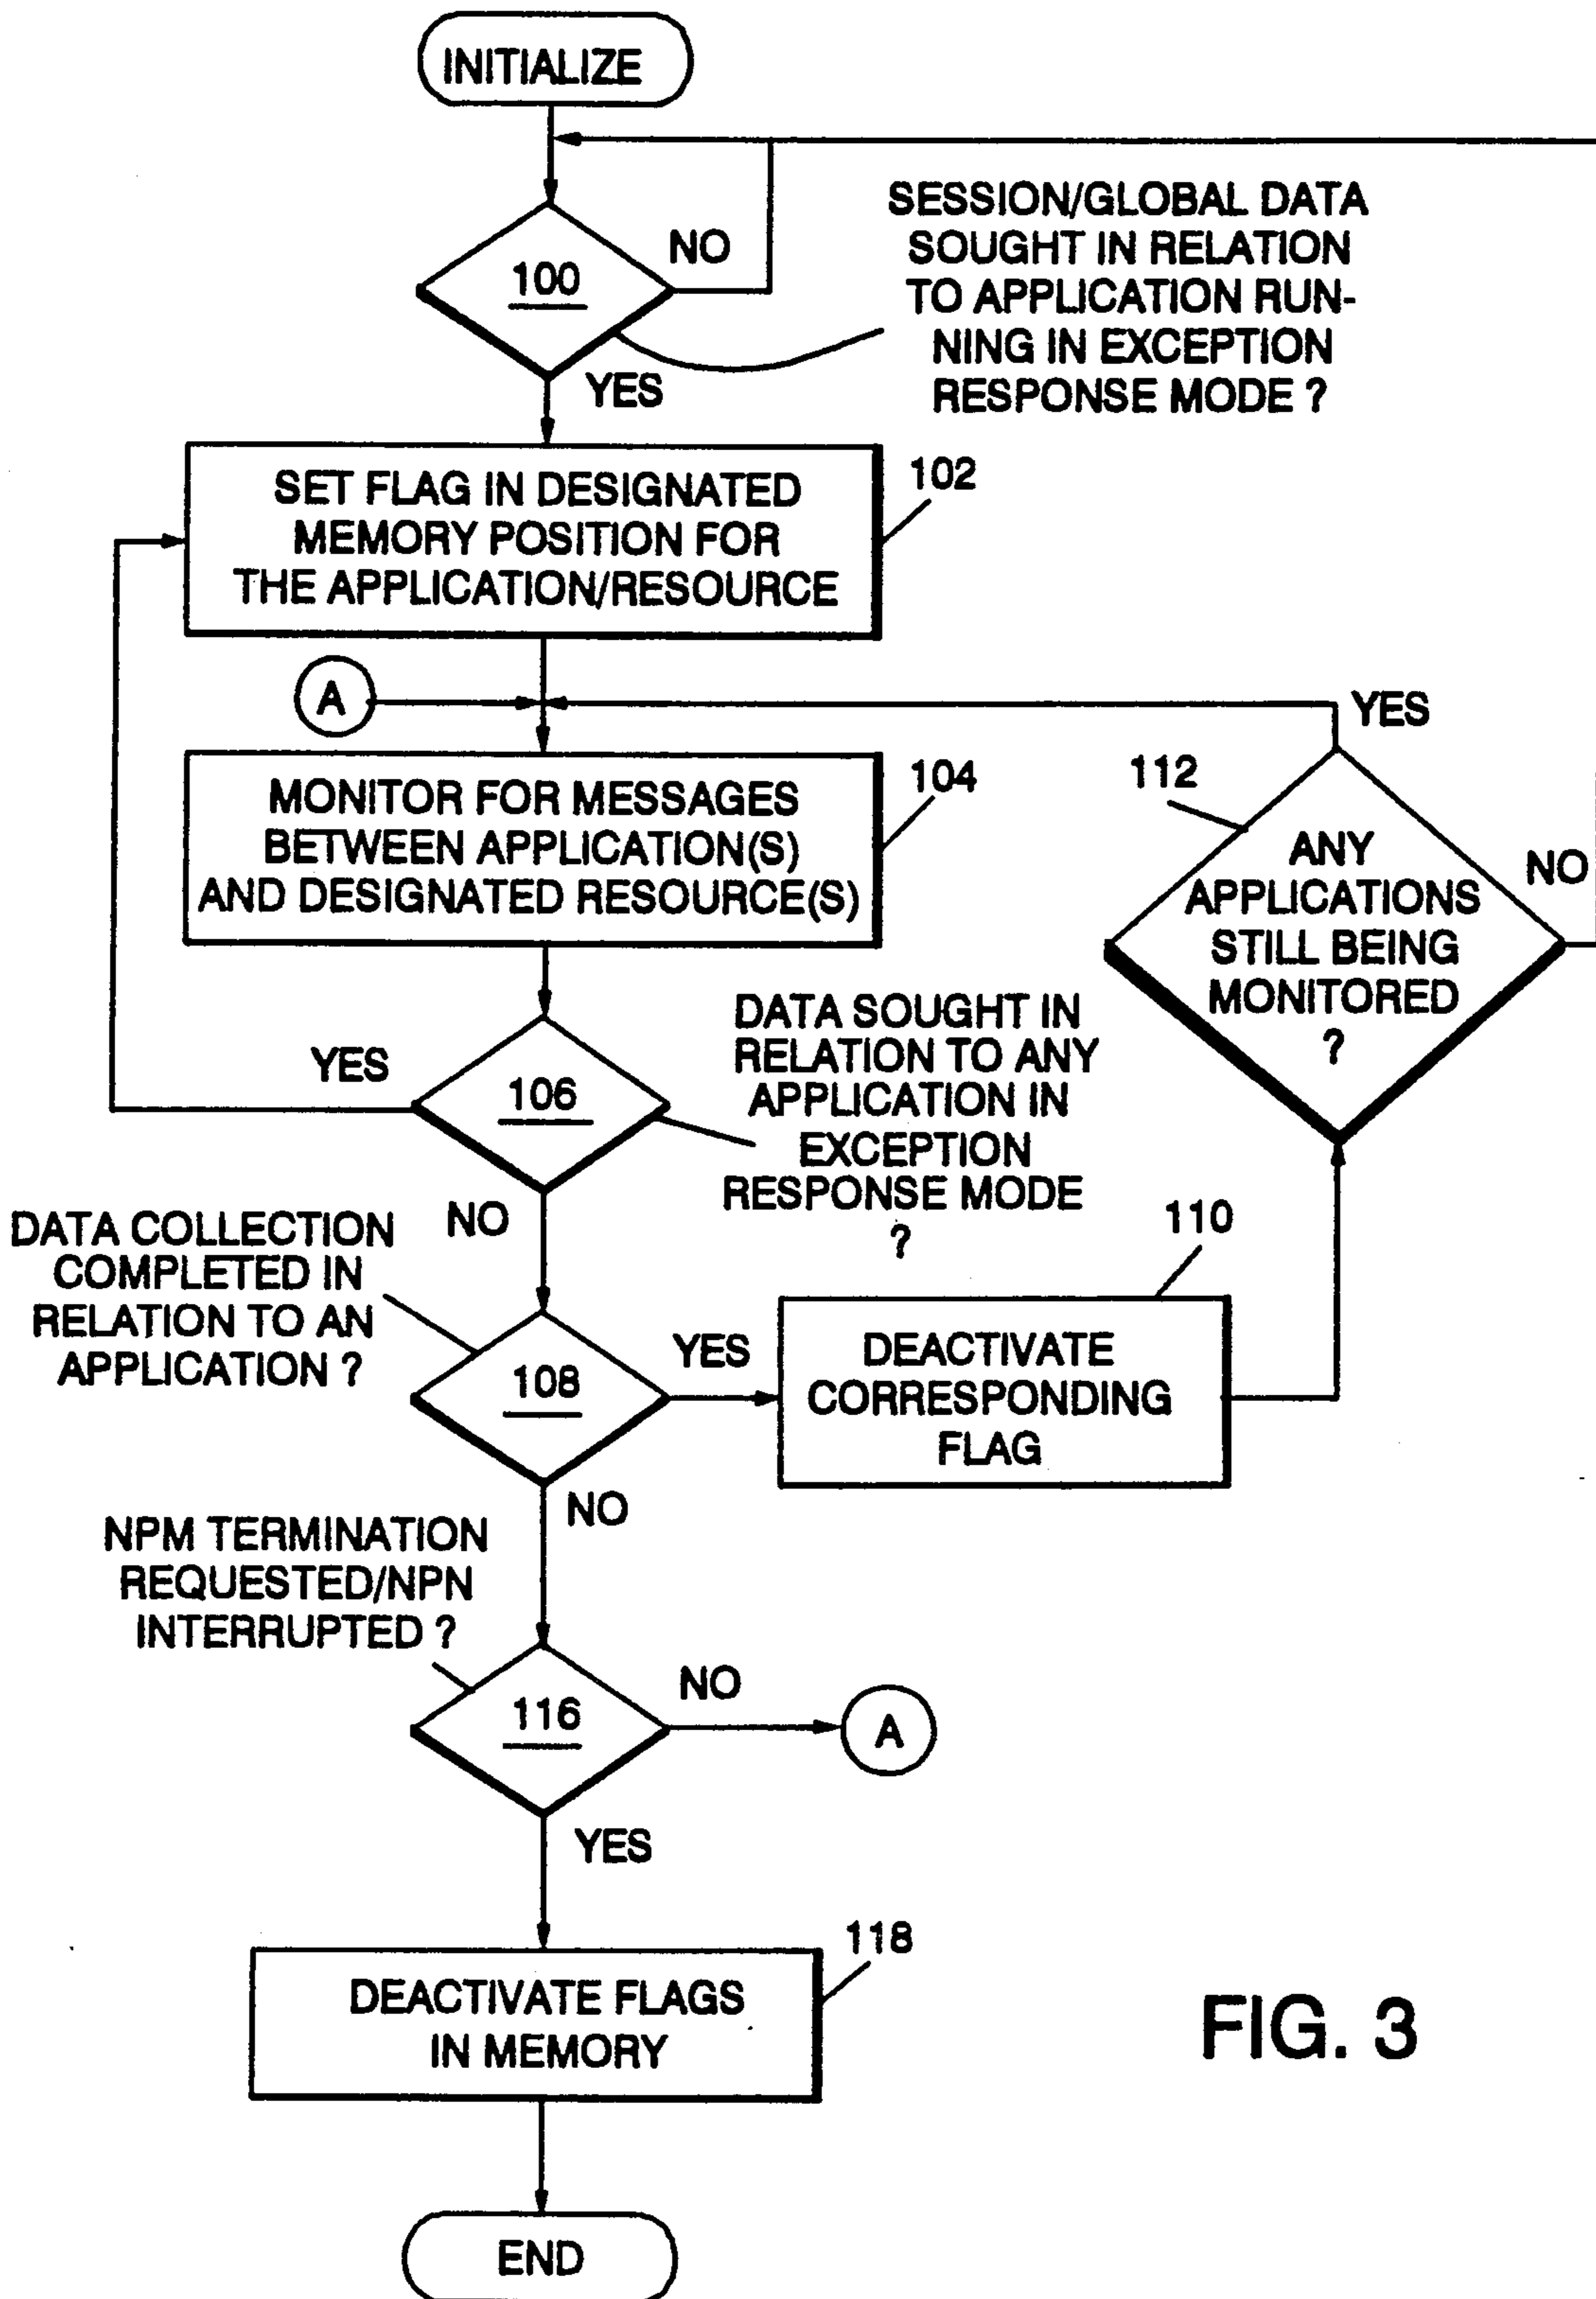 INITIALIZE
100
NO
YES
SESSION/GLOBAL DATA
SOUGHT IN RELATION
TO APPLICATION RUN-
NING IN EXCEPTION
RESPONSE MODE ?
SET FLAG IN DESIGNATED
MEMORY POSITION FOR
THE APPLICATION/RESOURCE
102
A
MONITOR FOR MESSAGES
BETWEEN APPLICATION(S)
AND DESIGNATED RESOURCE(S)
104
YES
112
ANY
APPLICATIONS
STILL BEING
MONITORED
?
NO
YES
106
DATA SOUGHT IN
RELATION TO ANY
APPLICATION IN
EXCEPTION
RESPONSE MODE
?
NO
DATA COLLECTION
COMPLETED IN
RELATION TO AN
APPLICATION ?
108
YES
110
DEACTIVATE
CORRESPONDING
FLAG
NO
NPM TERMINATION
REQUESTED/NPN
INTERRUPTED ?
116
NO
A
YES
118
DEACTIVATE FLAGS
IN MEMORY
FIG. 3
END